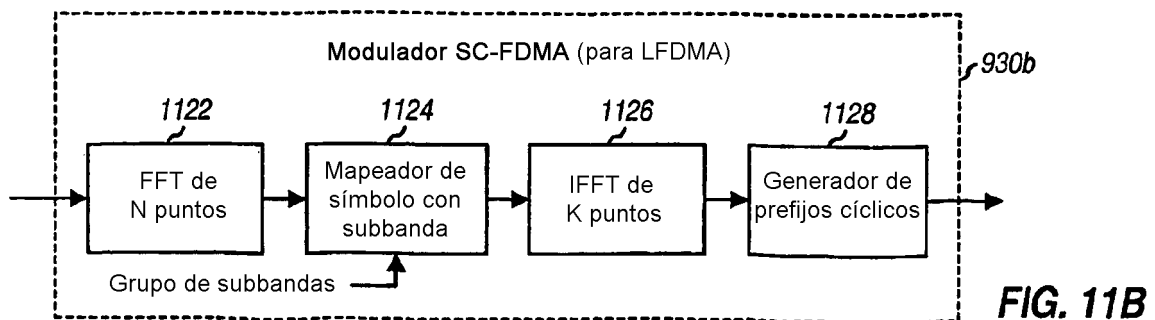 Modulador SC-FDMA (para LFDMA)
930b
1122
1124
1126
1128
FFT de
N puntos
Mapeador de
símbolo con
subbanda
IFFT de
K puntos
Generador de
prefijos cíclicos
Grupo de subbandas
FIG. 11B